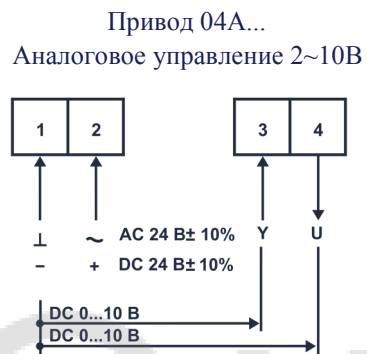 Привод 04А...
Аналоговое управление 2~10В
1 2 3 4
⊥ ~ AC 24 В± 10% Y U
− + DC 24 В± 10%
DC 0...10 В
DC 0...10 В